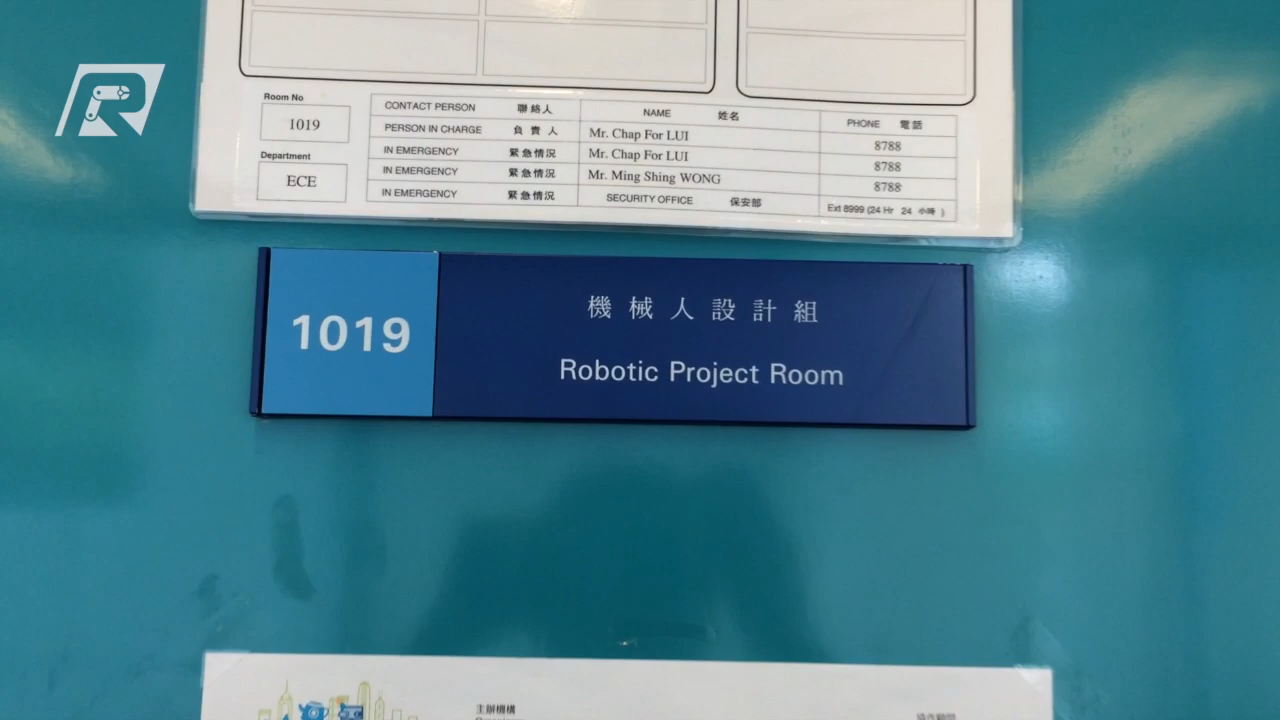 Room No
1019
Department
ECE
CONTACT PERSON 聯絡人 NAME 姓名 PHONE 電話
PERSON IN CHARGE 負責人 Mr. Chap For LUI 8788
IN EMERGENCY 緊急情況 Mr. Chap For LUI 8788
IN EMERGENCY 緊急情況 Mr. Ming Shing WONG 8788
IN EMERGENCY 緊急情況 SECURITY OFFICE 保安部 Ext 8999 (24 Hr 24 小時 )
1019
機械人設計組
Robotic Project Room
主辦機構